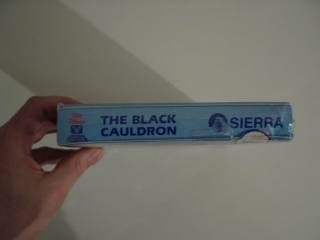 THE BLACK
CAULDRON
SIERRA